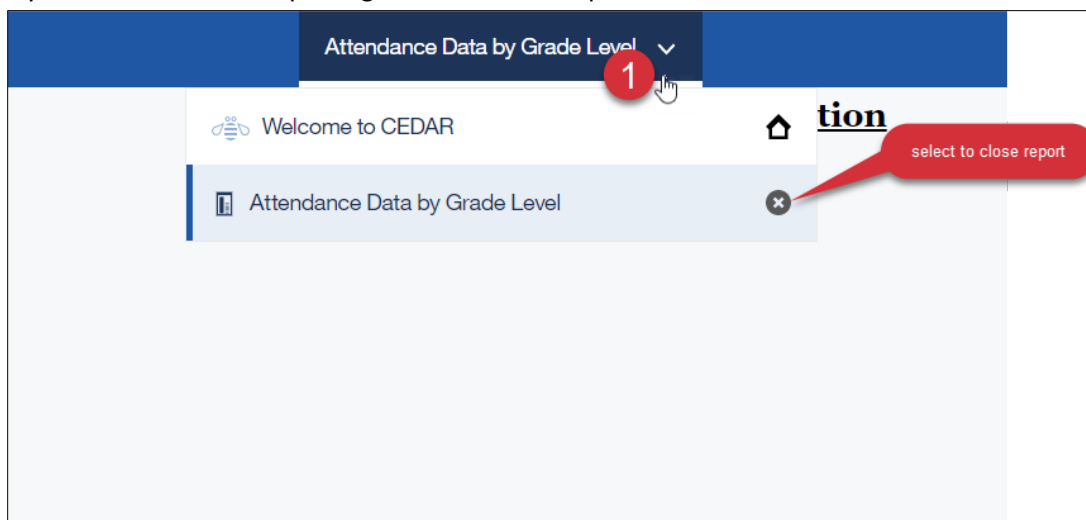 Attendance Data by Grade Level
1
Welcome to CEDAR
tion
select to close report
Attendance Data by Grade Level